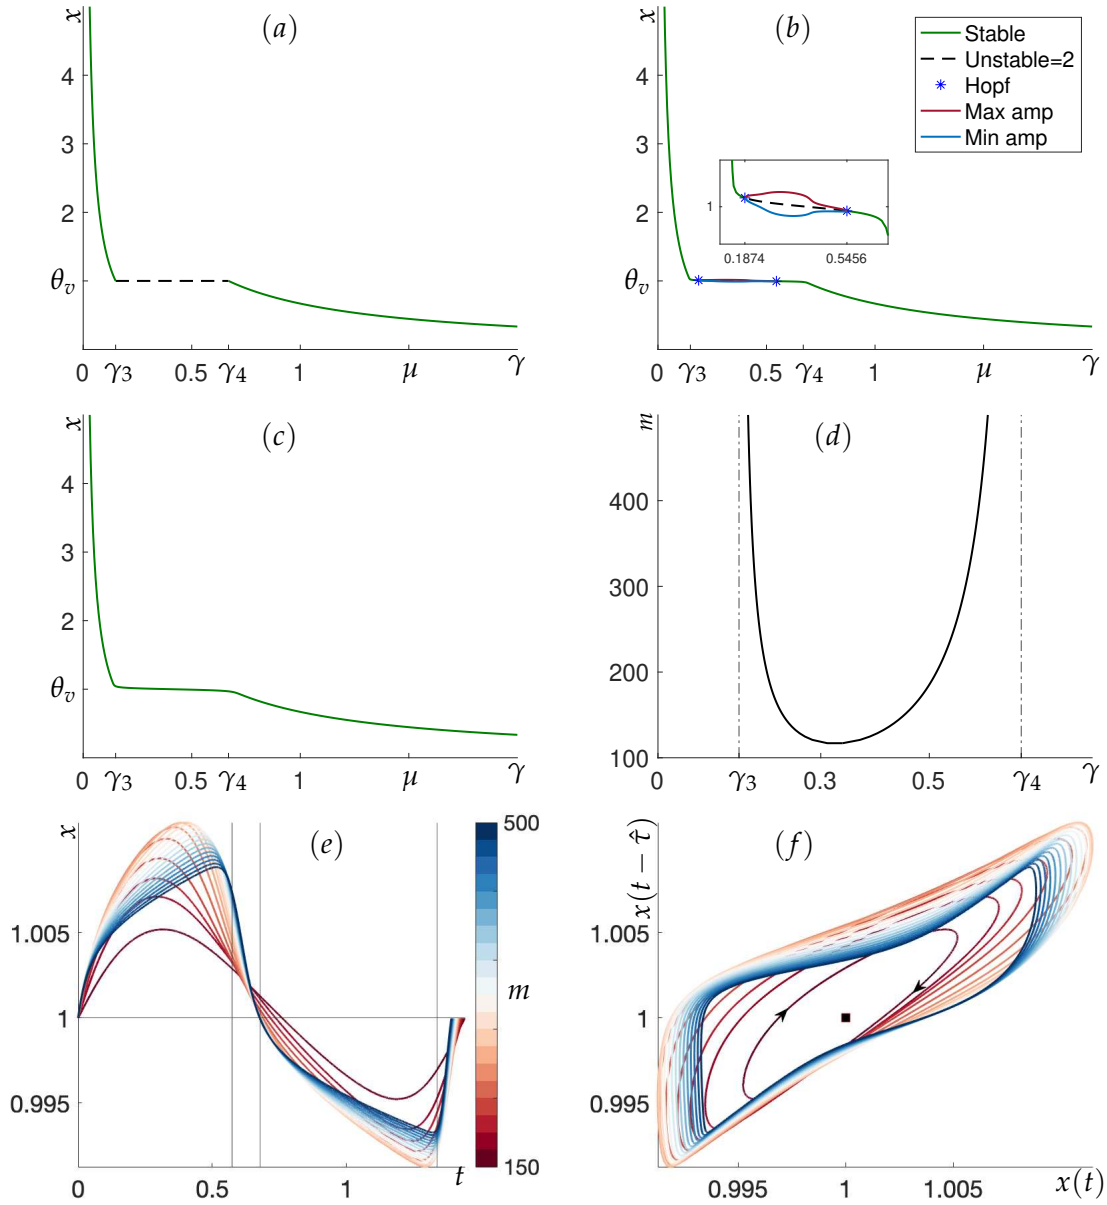 (a)
x
4
3
2
θv
0 γ3 0.5 γ4 1 μ γ
(b)
x
4
3
2
θv
0 γ3 0.5 γ4 1 μ γ
Stable
Unstable=2
Hopf
Max amp
Min amp
1
0.1874 0.5456
(c)
x
4
3
2
θv
0 γ3 0.5 γ4 1 μ γ
(d)
m
400
300
200
100
0 γ3 0.3 0.5 γ4 γ
(e)
x
1.005
1
0.995
0 0.5 1 t
500
m
150
(f)
x(t − τ̂)
1.005
1
0.995
0.995 1 1.005 x(t)